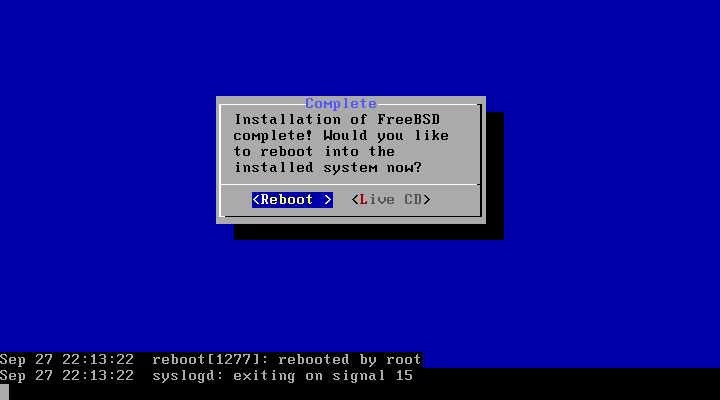 Complete
Installation of FreeBSD
complete! Would you like
to reboot into the
installed system now?
<Reboot > <Live CD>
Sep 27 22:13:22 reboot[1277]: rebooted by root
Sep 27 22:13:22 syslogd: exiting on signal 15